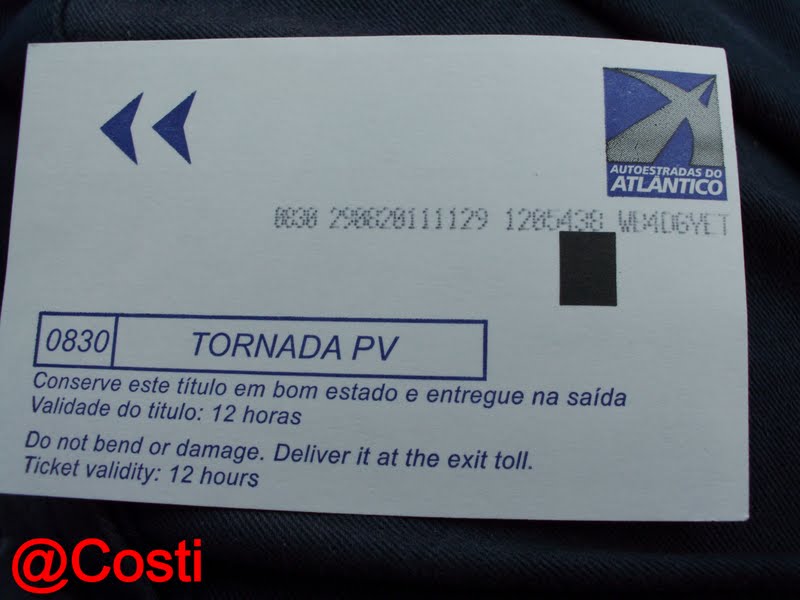 AUTOESTRADAS DO
ATLÂNTICO
0830 290820111129 1205438 WB4DGYET
0830 TORNADA PV
Conserve este título em bom estado e entregue na saída
Validade do titulo: 12 horas
Do not bend or damage. Deliver it at the exit toll.
Ticket validity: 12 hours
@Costi